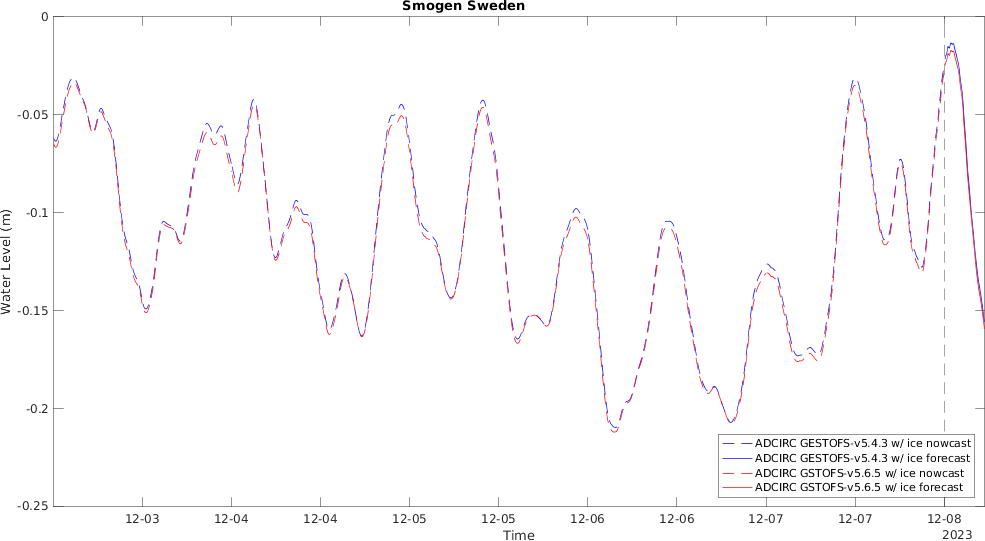 Smogen Sweden
0
-0.05
-0.1
-0.15
-0.2
-0.25
Water Level (m)
12-03
12-04
12-04
12-05
12-05
12-06
12-06
12-07
12-07
12-08
2023
Time
ADCIRC GESTOFS-v5.4.3 w/ ice nowcast
ADCIRC GESTOFS-v5.4.3 w/ ice forecast
ADCIRC GSTOFS-v5.6.5 w/ ice nowcast
ADCIRC GSTOFS-v5.6.5 w/ ice forecast